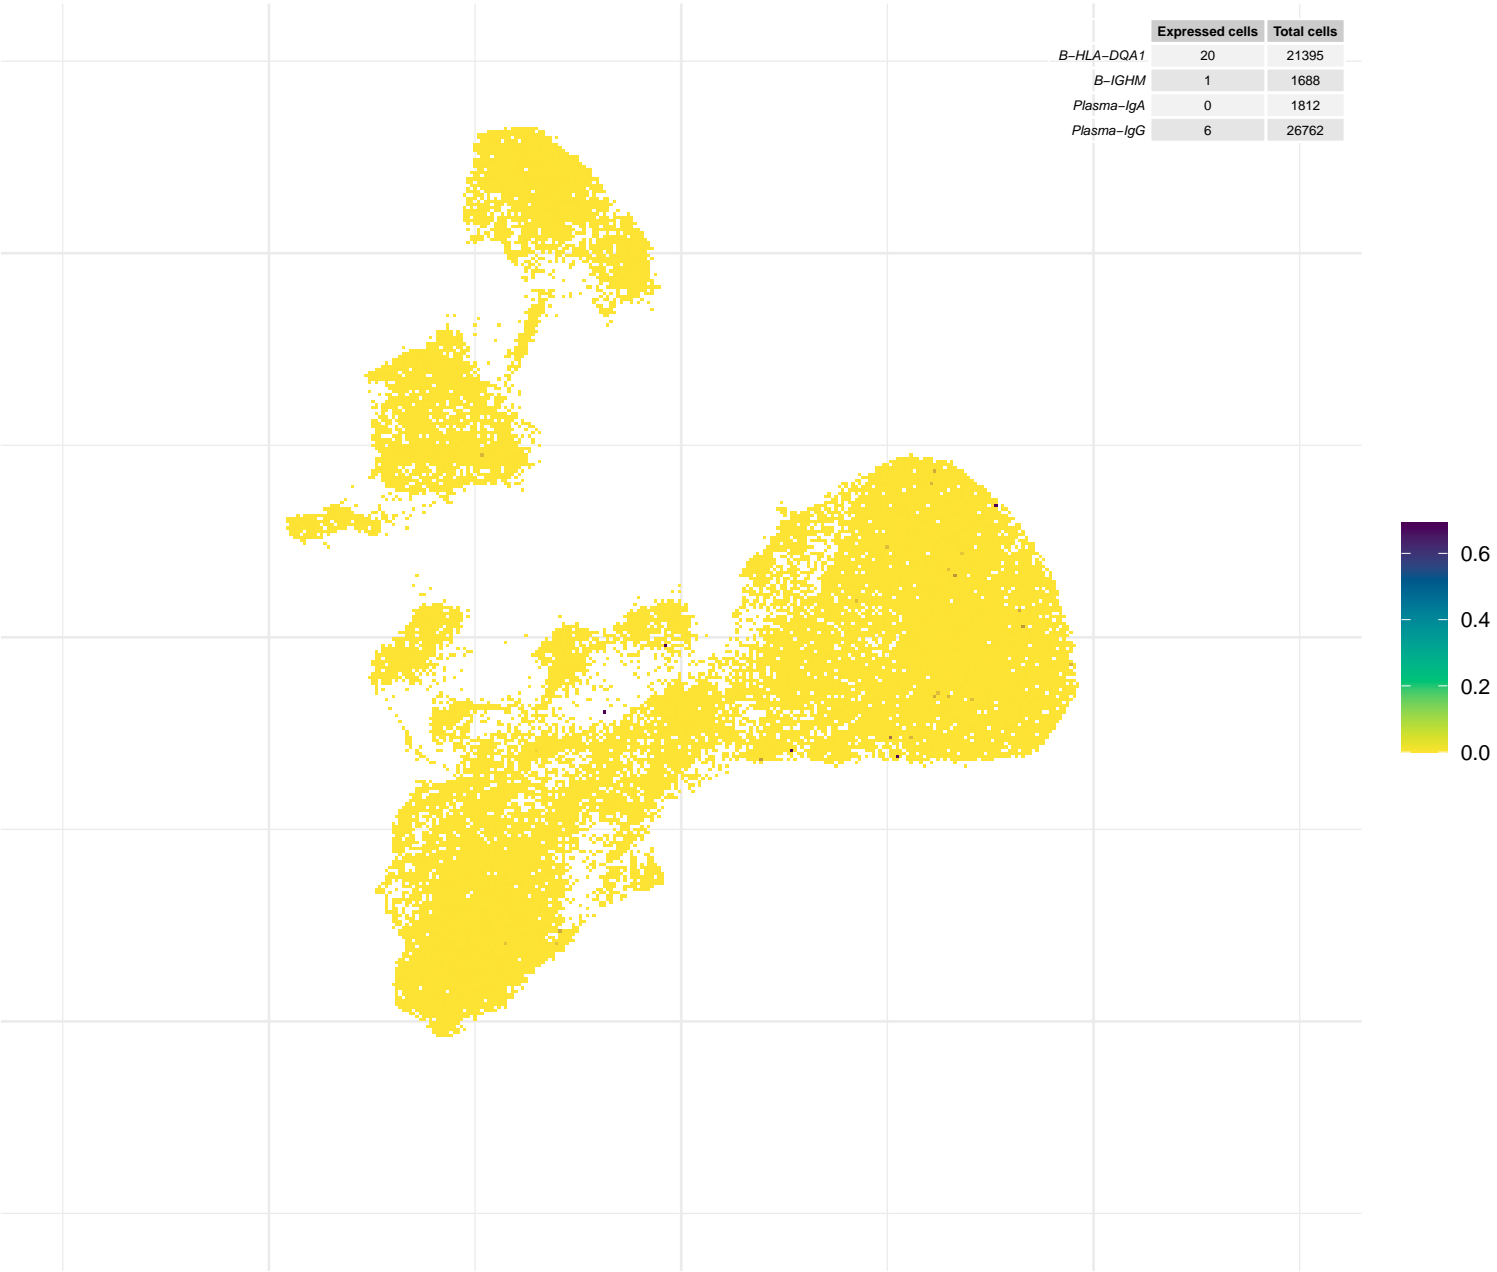 Expressed cells Total cells
B−HLA−DQA1 20 21395
B−IGHM 1 1688
Plasma−IgA 0 1812
Plasma−IgG 6 26762
0.6
0.4
0.2
0.0